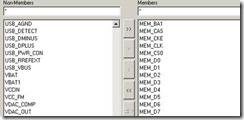 Non-Members
Members
*
*
USB_AGND
USB_DETECT
USB_DMINUS
USB_DPLUS
USB_PWR_CON
USB_RREFEXT
USB_VBUS
VBAT
VBAT1
VCCIN
VCC_FM
VDAC_COMP
VDAC_OUT
>>
>
<
<<
MEM_BA1
MEM_CAS
MEM_CKE
MEM_CLK
MEM_CS0
MEM_D0
MEM_D1
MEM_D2
MEM_D3
MEM_D4
MEM_D5
MEM_D6
MEM_D7